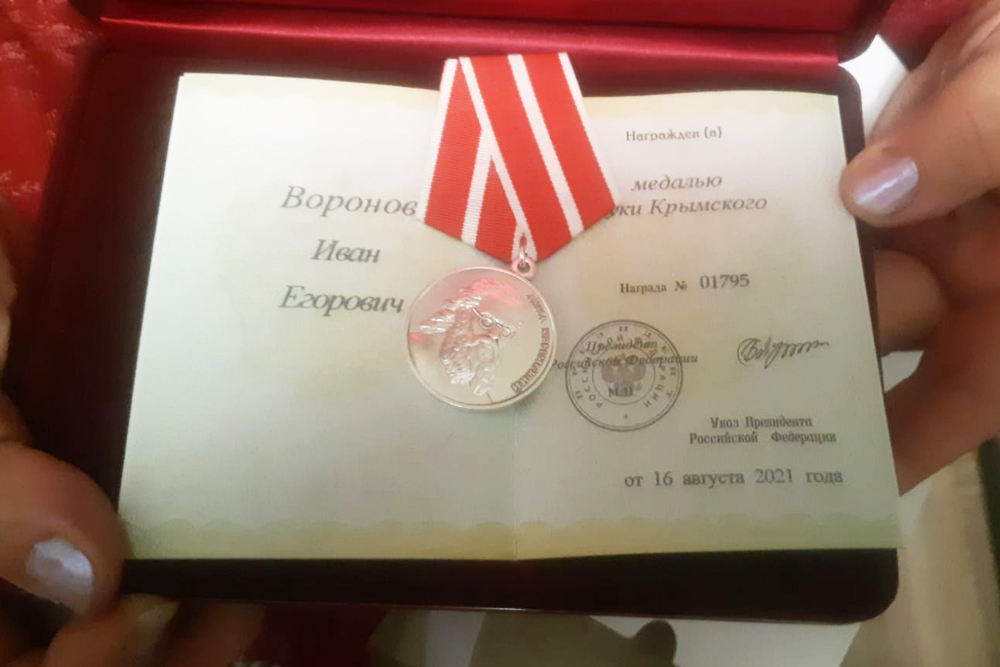 Воронов
Иван
Егорович
Награжден (а)
медалью
Крымского
Награда № 01795
Президент
Российской Федерации
М.П.
Указ Президента
Российской Федерации
от 16 августа 2021 года